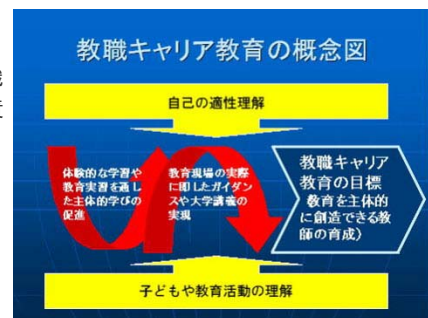 教職キャリア教育の概念図
自己の適性理解
体験的な学習や
教育実習を通し
た主体的学びの
促進
教育現場の実際
に即したガイダン
スや大学講義の
実現
教職キャリア
教育の目標
教育を主体的
に創造できる教
師の育成）
子どもや教育活動の理解